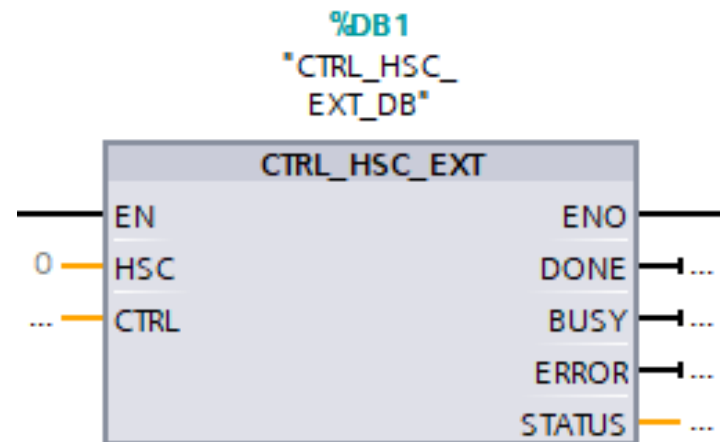 %DB1
"CTRL_HSC_
EXT_DB"
CTRL_HSC_EXT
EN ENO
0 HSC DONE ...
... CTRL BUSY ...
ERROR ...
STATUS ...